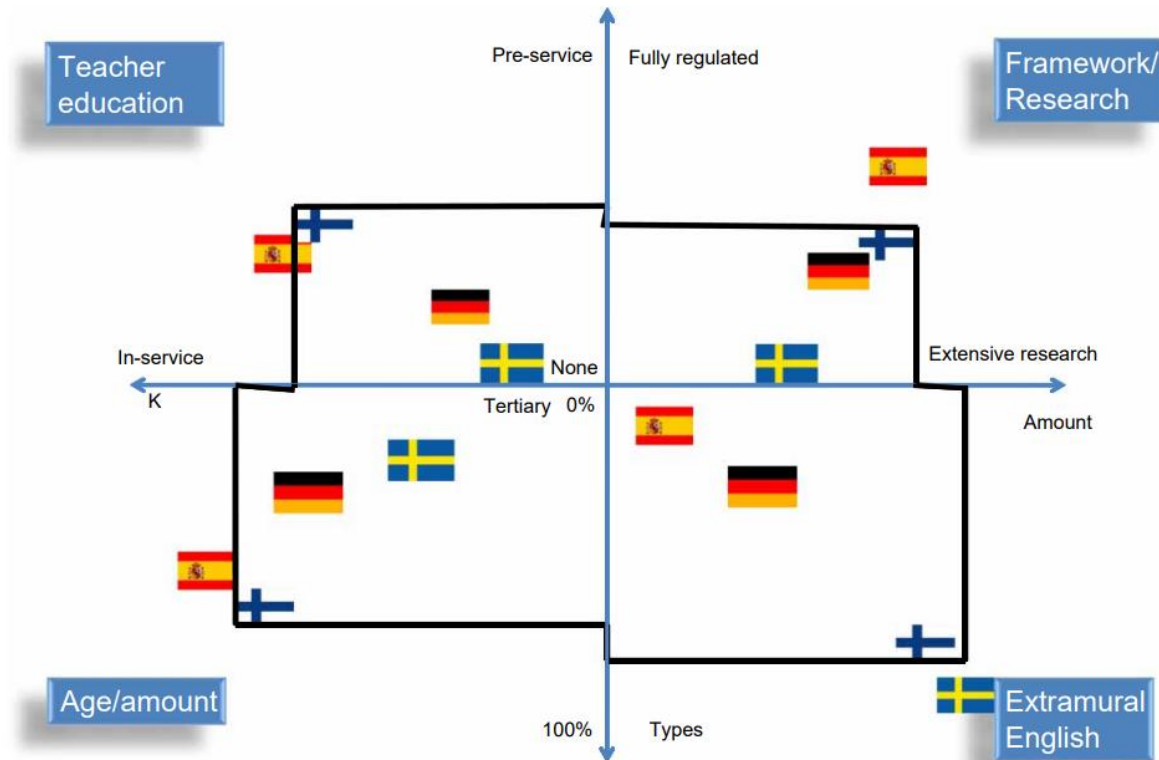 Teacher
education
Pre-service
Fully regulated
Framework/
Research
In-service
None
Extensive research
K
Tertiary 0%
Amount
Age/amount
100%
Types
Extramural
English